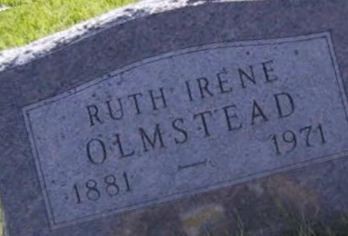 RUTH IRENE
OLMSTEAD
1881 — 1971